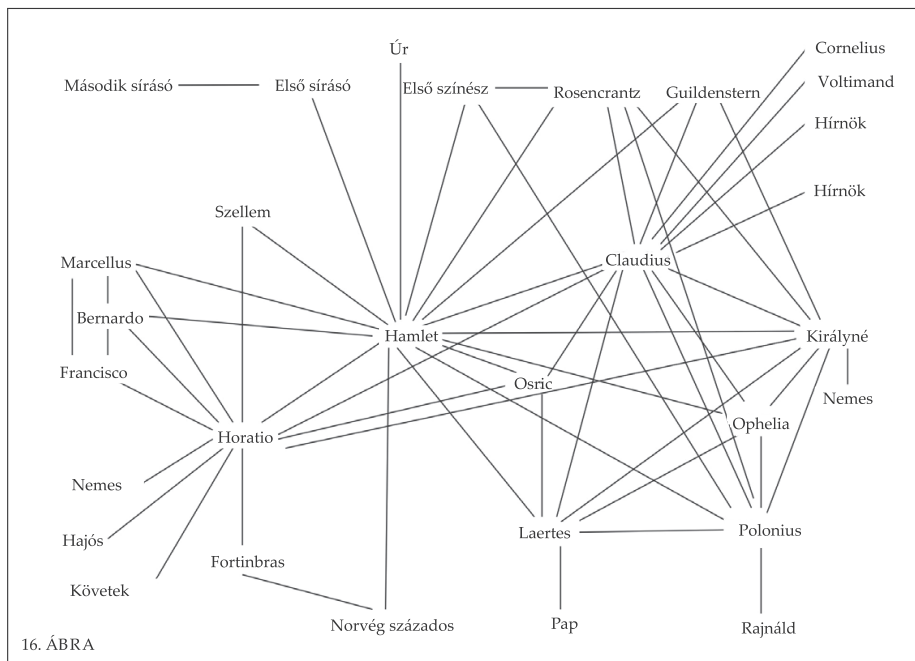 Úr
Cornelius
Második sírásó
Első sírásó
Első színész
Rosencrantz
Guildenstern
Voltimand
Hírnök
Hírnök
Szellem
Marcellus
Claudius
Bernardo
Hamlet
Királyné
Francisco
Osric
Nemes
Ophelia
Horatio
Nemes
Hajós
Laertes
Polonius
Fortinbras
Követek
Norvég százados
Pap
Rajnáld
16. ÁBRA